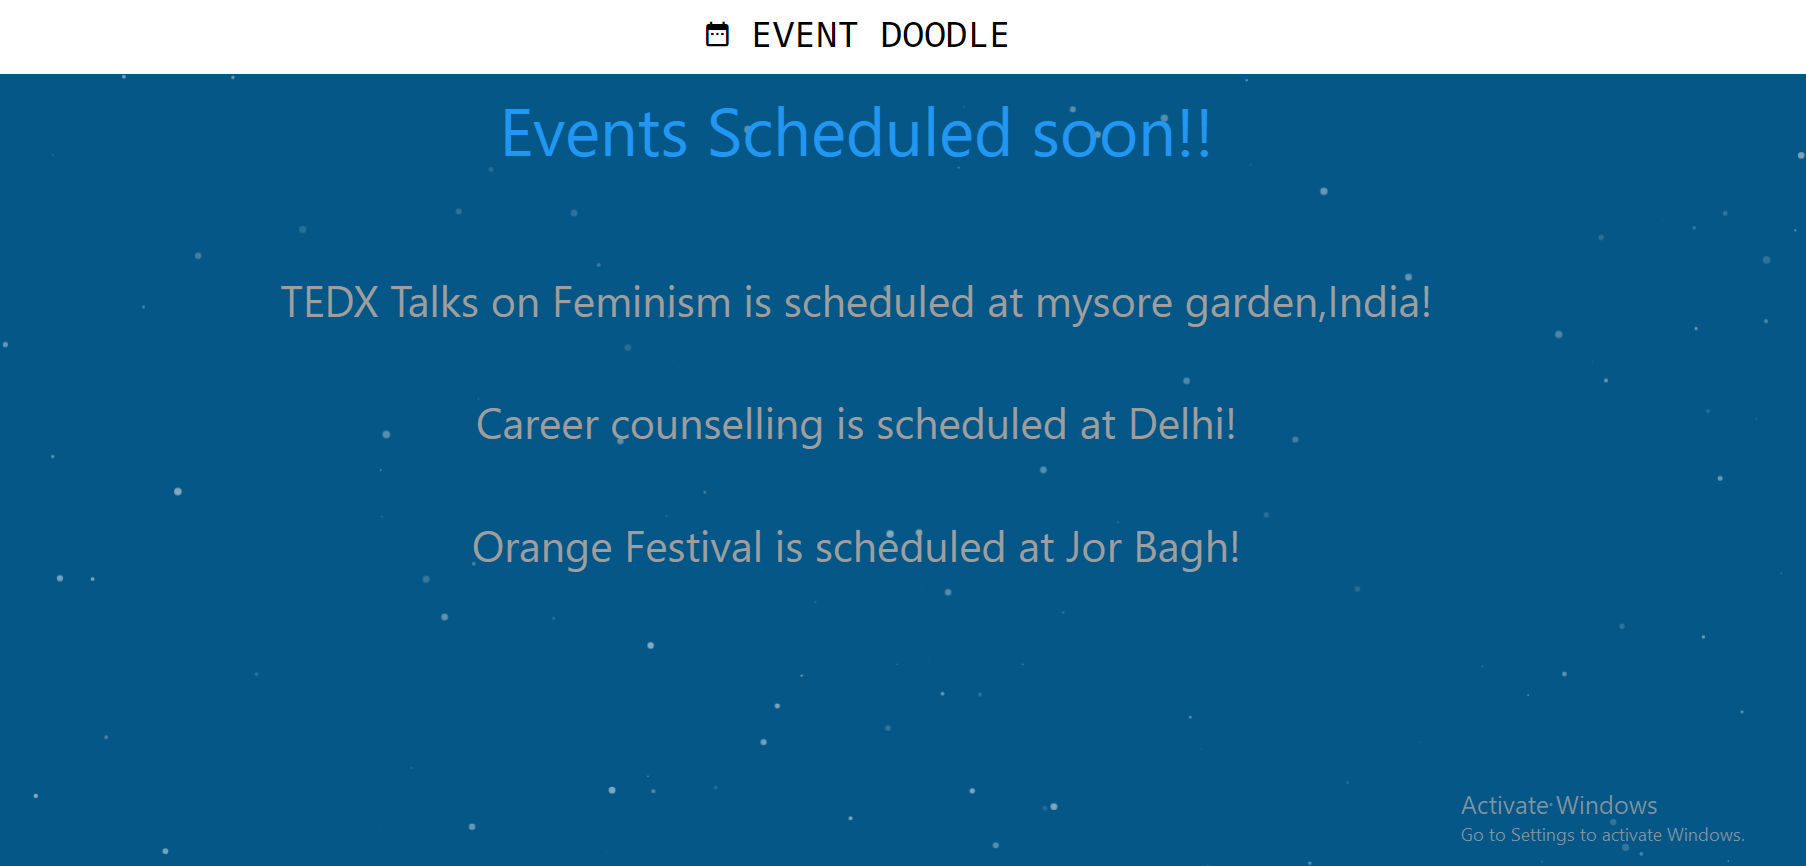 EVENT DOODLE
Events Scheduled soon!!
TEDX Talks on Feminism is scheduled at mysore garden,India!
Career counselling is scheduled at Delhi!
Orange Festival is scheduled at Jor Bagh!
Activate Windows
Go to Settings to activate Windows.